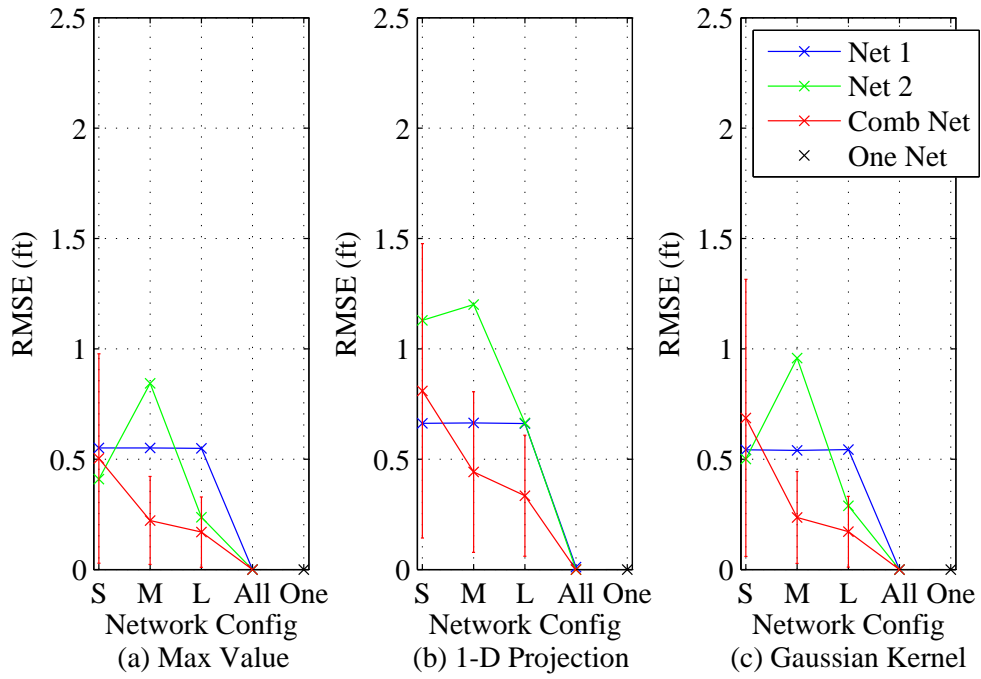 2.5
2
1.5
1
0.5
0
RMSE (ft)
S M L All One
Network Config
(a) Max Value
2.5
2
1.5
1
0.5
0
RMSE (ft)
S M L All One
Network Config
(b) 1-D Projection
2.5
2
1.5
1
0.5
0
RMSE (ft)
S M L All One
Network Config
(c) Gaussian Kernel
Net 1
Net 2
Comb Net
One Net